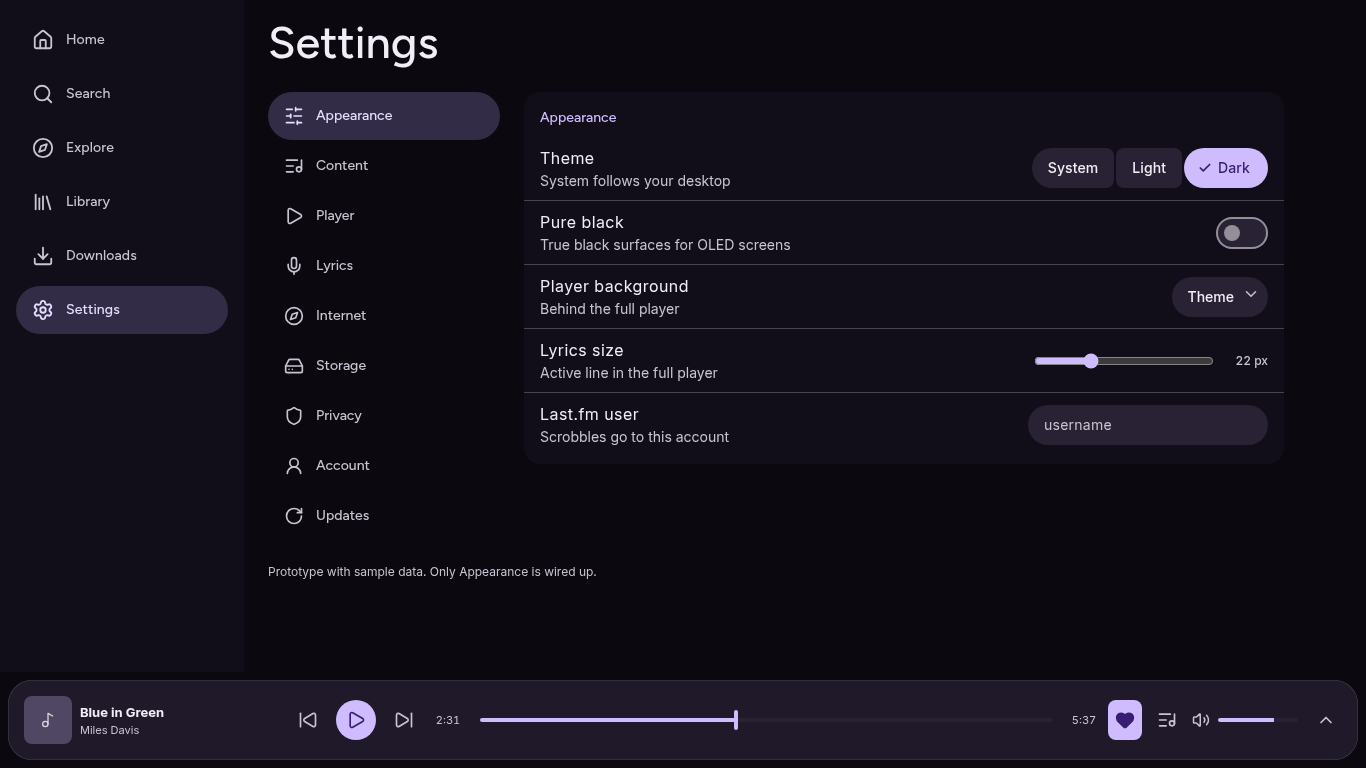 Home
Search
Explore
Library
Downloads
Settings
Settings
Appearance
Content
Player
Lyrics
Internet
Storage
Privacy
Account
Updates
Appearance
Theme
System follows your desktop
System
Light
Dark
Pure black
True black surfaces for OLED screens
Player background
Behind the full player
Theme
Lyrics size
Active line in the full player
22 px
Last.fm user
Scrobbles go to this account
username
Prototype with sample data. Only Appearance is wired up.
Blue in Green
Miles Davis
2:31
5:37